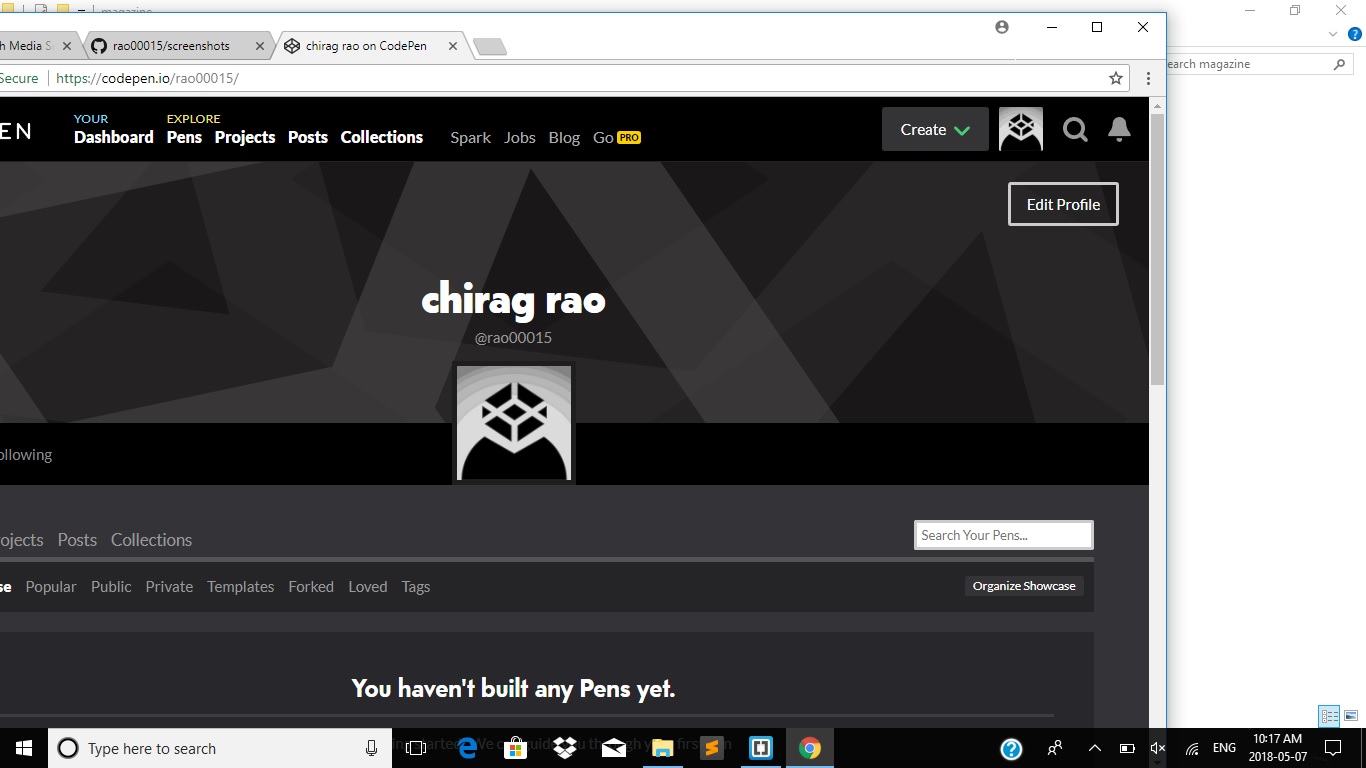 magazine
h Media S
rao00015/screenshots
chirag rao on CodePen
Secure
https://codepen.io/rao00015/
earch magazine
EN
YOUR
Dashboard
EXPLORE
Pens Projects Posts Collections
Spark Jobs Blog Go PRO
Create
Edit Profile
chirag rao
@rao00015
ollowing
ojects Posts Collections
Search Your Pens...
se Popular Public Private Templates Forked Loved Tags
Organize Showcase
You haven't built any Pens yet.
Type here to search
ENG
10:17 AM
2018-05-07